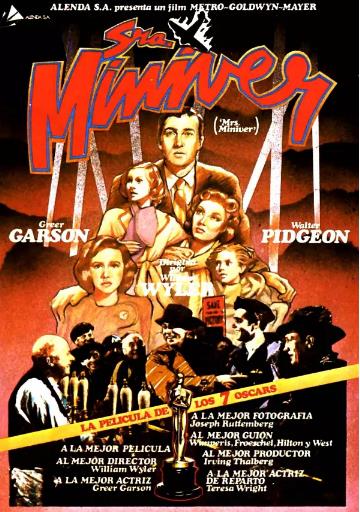 ALENDA S.A. presenta un film METRO-GOLDWYN-MAYER
ALENDA S.A.
Sra.
Miniver
('Mrs. Miniver')
Greer
GARSON
Walter
PIDGEON
Dirigida
por
William
WYLER
SAVE
LA PELICULA DE LOS 7 OSCARS
A LA MEJOR FOTOGRAFIA
Joseph Ruttemberg
AL MEJOR GUION
Wimperis, Froeschel, Hilton y West
A LA MEJOR PELICULA
AL MEJOR PRODUCTOR
Irving Thalberg
AL MEJOR DIRECTOR
William Wyler
A LA MEJOR ACTRIZ
Greer Garson
A LA MEJOR ACTRIZ
DE REPARTO
Teresa Wright